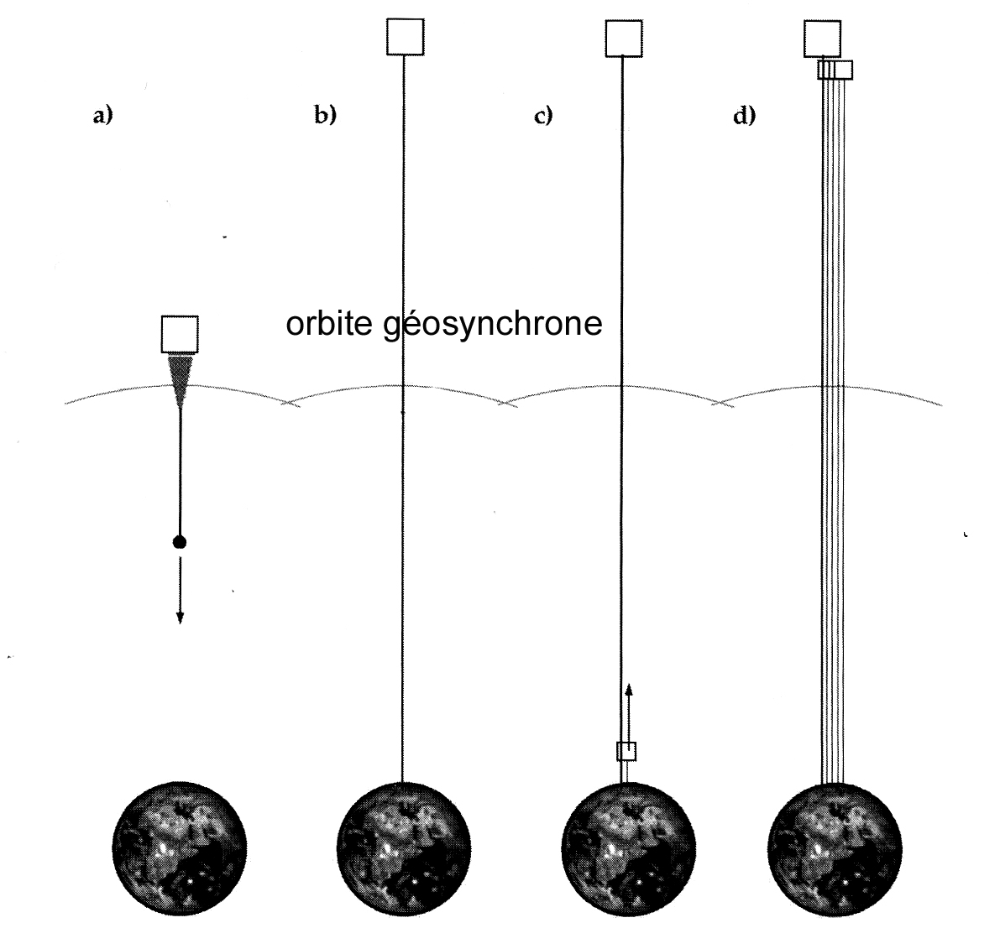 a)
b)
c)
d)
orbite géosynchrone